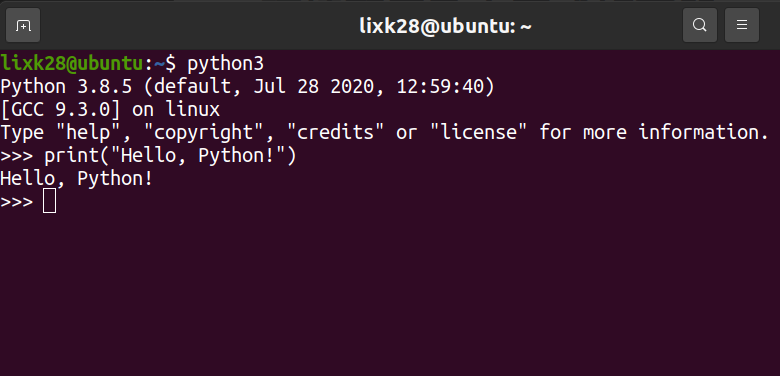 lixk28@ubuntu: ~
lixk28@ubuntu:~$ python3
Python 3.8.5 (default, Jul 28 2020, 12:59:40)
[GCC 9.3.0] on linux
Type "help", "copyright", "credits" or "license" for more information.
>>> print("Hello, Python!")
Hello, Python!
>>>